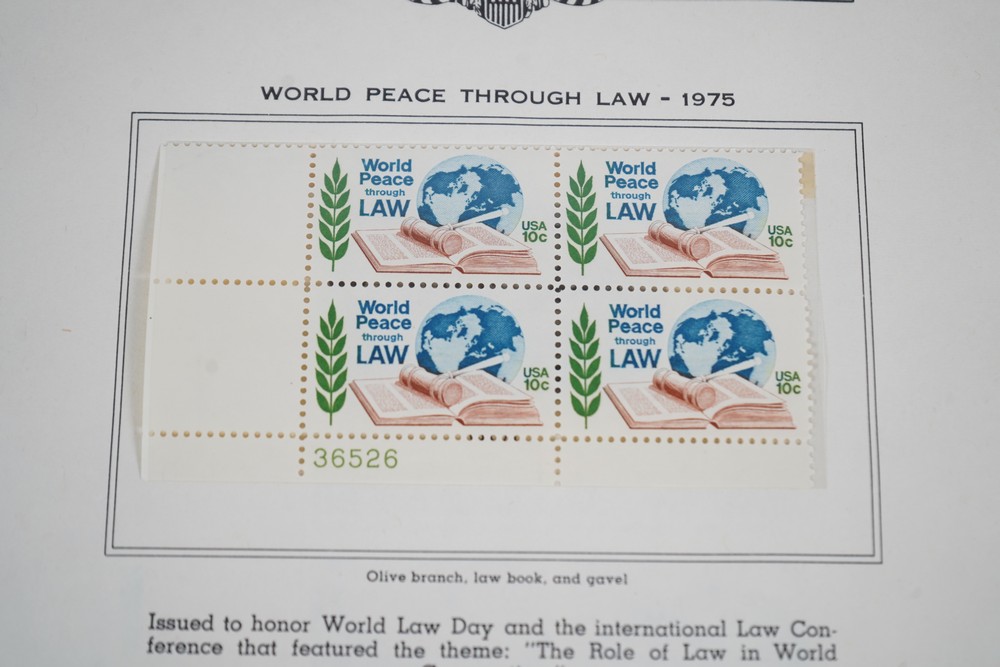 WORLD PEACE THROUGH LAW - 1975
World
Peace
through
LAW
USA
10c
World
Peace
through
LAW
USA
10c
World
Peace
through
LAW
USA
10c
World
Peace
through
LAW
USA
10c
36526
Olive branch, law book, and gavel
Issued to honor World Law Day and the international Law Con-
ference that featured the theme: "The Role of Law in World